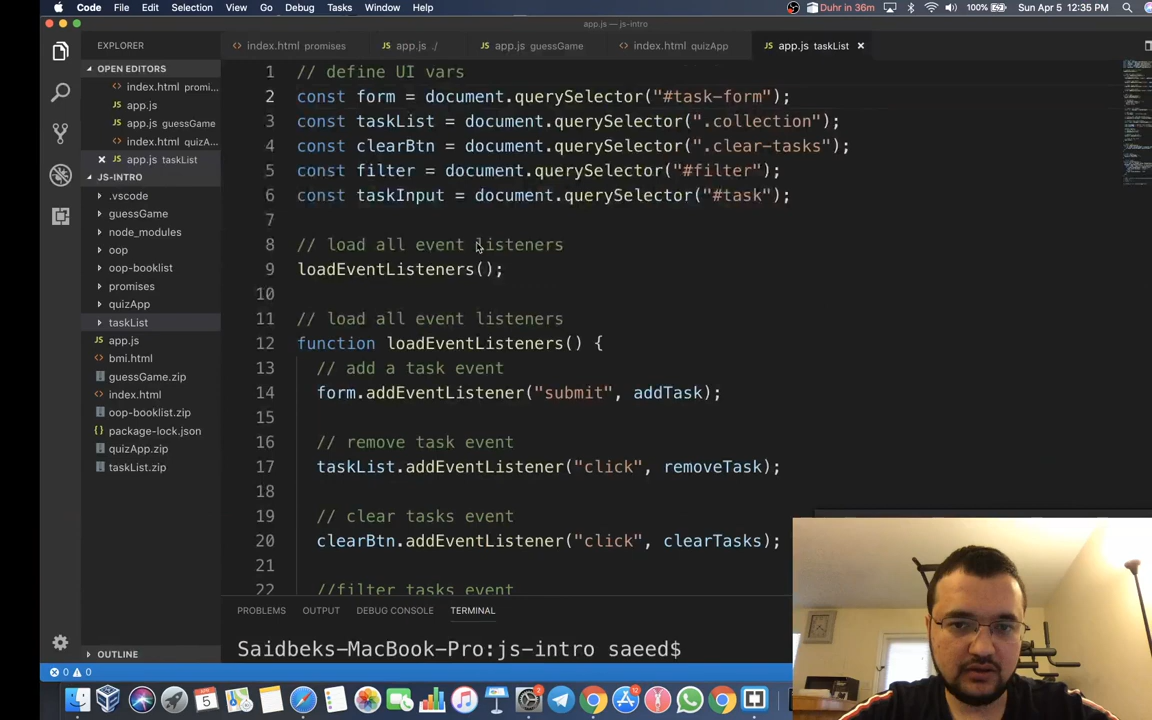 Code File Edit Selection View Go Debug Tasks Window Help Duhr in 36m 100% Sun Apr 5 12:35 PM
app.js — js-intro
EXPLORER
index.html promises app.js ./ app.js guessGame index.html quizApp app.js taskList
OPEN EDITORS
index.html promi...
app.js
app.js guessGame
index.html quizA...
app.js taskList
JS-INTRO
.vscode
guessGame
node_modules
oop
oop-booklist
promises
quizApp
taskList
app.js
bmi.html
guessGame.zip
index.html
oop-booklist.zip
package-lock.json
quizApp.zip
taskList.zip
OUTLINE
1 // define UI vars
2 const form = document.querySelector("#task-form");
3 const taskList = document.querySelector(".collection");
4 const clearBtn = document.querySelector(".clear-tasks");
5 const filter = document.querySelector("#filter");
6 const taskInput = document.querySelector("#task");
7
8 // load all event listeners
9 loadEventListeners();
10
11 // load all event listeners
12 function loadEventListeners() {
13 // add a task event
14 form.addEventListener("submit", addTask);
15
16 // remove task event
17 taskList.addEventListener("click", removeTask);
18
19 // clear tasks event
20 clearBtn.addEventListener("click", clearTasks);
21
22 //filter tasks event
PROBLEMS OUTPUT DEBUG CONSOLE TERMINAL
Saidbeks-MacBook-Pro:js-intro saeed$
0 0